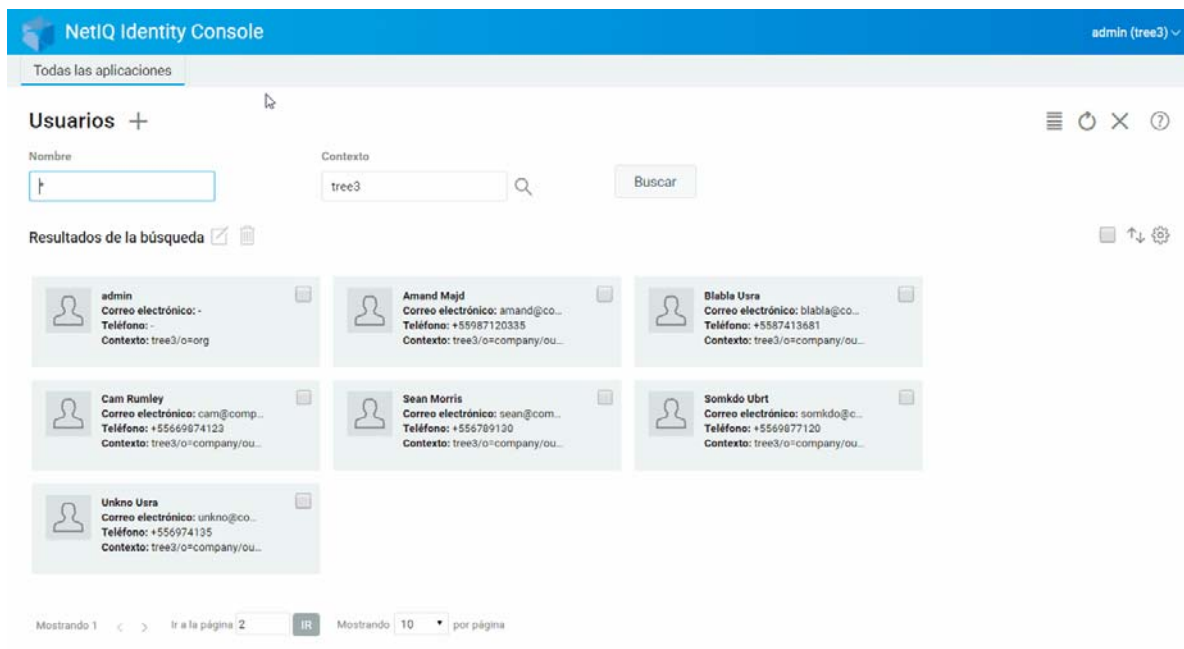 NetIQ Identity Console
admin (tree3)
Todas las aplicaciones
Usuarios
Nombre
Contexto
*
tree3
Buscar
Resultados de la búsqueda
admin
Correo electrónico: -
Teléfono: -
Contexto: tree3/o=org
Amand Majd
Correo electrónico: amand@co...
Teléfono: +55987120335
Contexto: tree3/o=company/ou...
Blabla Usra
Correo electrónico: blabla@co...
Teléfono: +5587413681
Contexto: tree3/o=company/ou...
Cam Rumley
Correo electrónico: cam@comp...
Teléfono: +55669874123
Contexto: tree3/o=company/ou...
Sean Morris
Correo electrónico: sean@com...
Teléfono: +556789130
Contexto: tree3/o=company/ou...
Somkdo Ubrt
Correo electrónico: somkdo@c...
Teléfono: +5569877120
Contexto: tree3/o=company/ou...
Unkno Usra
Correo electrónico: unkno@co...
Teléfono: +556974135
Contexto: tree3/o=company/ou...
Mostrando 1
Ir a la página 2
IR
Mostrando 10 por página